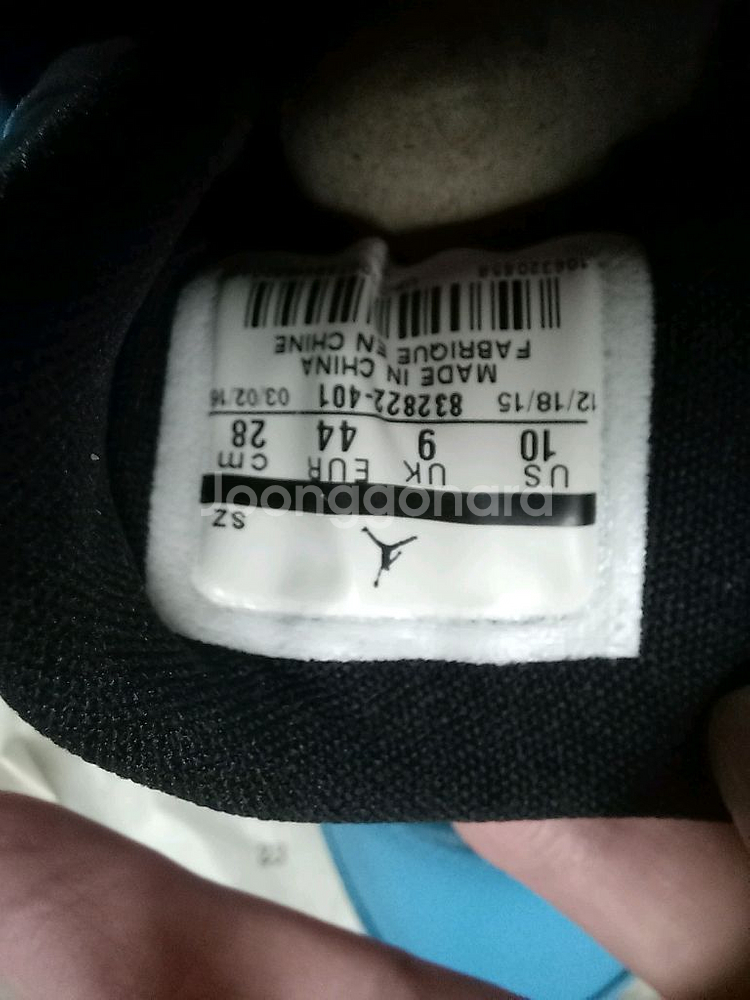 SZ
Joonggonara
US UK EUR cm
10 9 44 28
12/18/15 832822-401 03/02/16
MADE IN CHINA
FABRIQUE EN CHINE